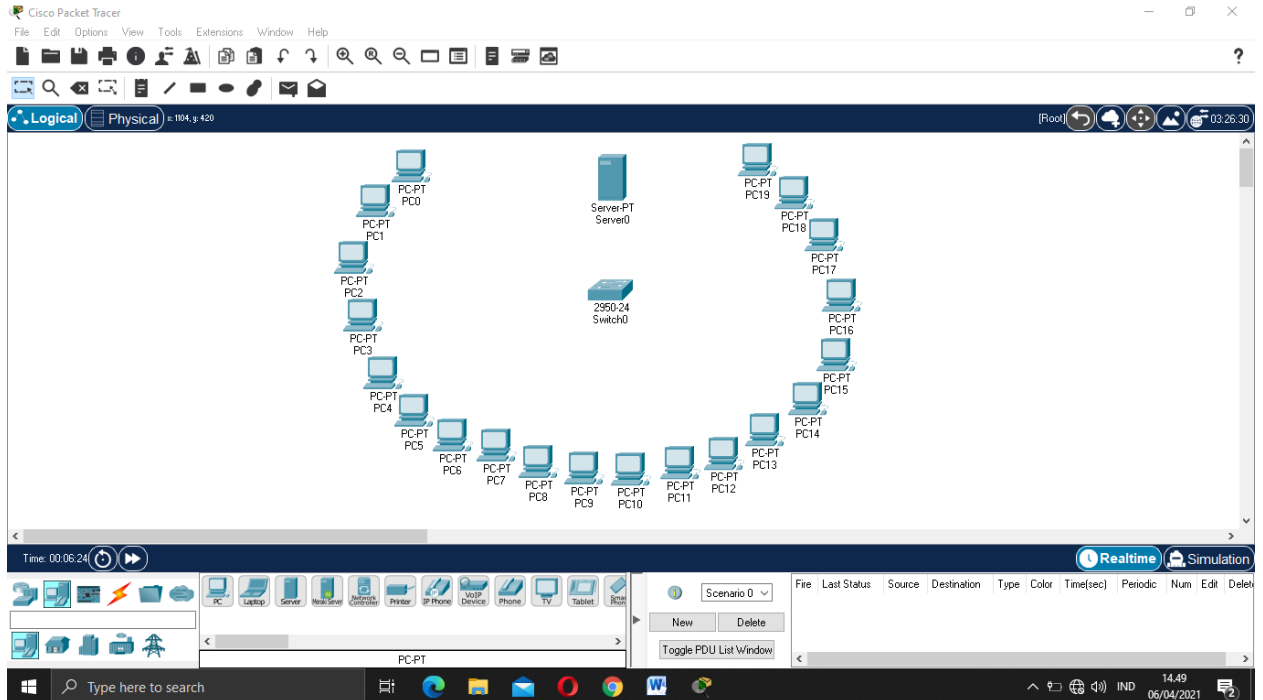 Cisco Packet Tracer
File Edit Options View Tools Extensions Window Help
?
Logical Physical x: 1104, y: 420 [Root] 03:26:30
PC-PT
PC0
PC-PT
PC1
PC-PT
PC2
PC-PT
PC3
PC-PT
PC4
PC-PT
PC5
PC-PT
PC6
PC-PT
PC7
PC-PT
PC8
PC-PT
PC9
PC-PT
PC10
PC-PT
PC11
PC-PT
PC12
PC-PT
PC13
PC-PT
PC14
PC-PT
PC15
PC-PT
PC16
PC-PT
PC17
PC-PT
PC18
PC-PT
PC19
Server-PT
Server0
2950-24
Switch0
Time: 00:06:24 Realtime Simulation
PC Laptop Server Meraki Server Network Controller Printer IP Phone VoIP Device Phone TV Tablet
PC-PT
Scenario 0
New Delete
Toggle PDU List Window
Fire Last Status Source Destination Type Color Time(sec) Periodic Num Edit Delet
Type here to search
IND
14.49
06/04/2021
2